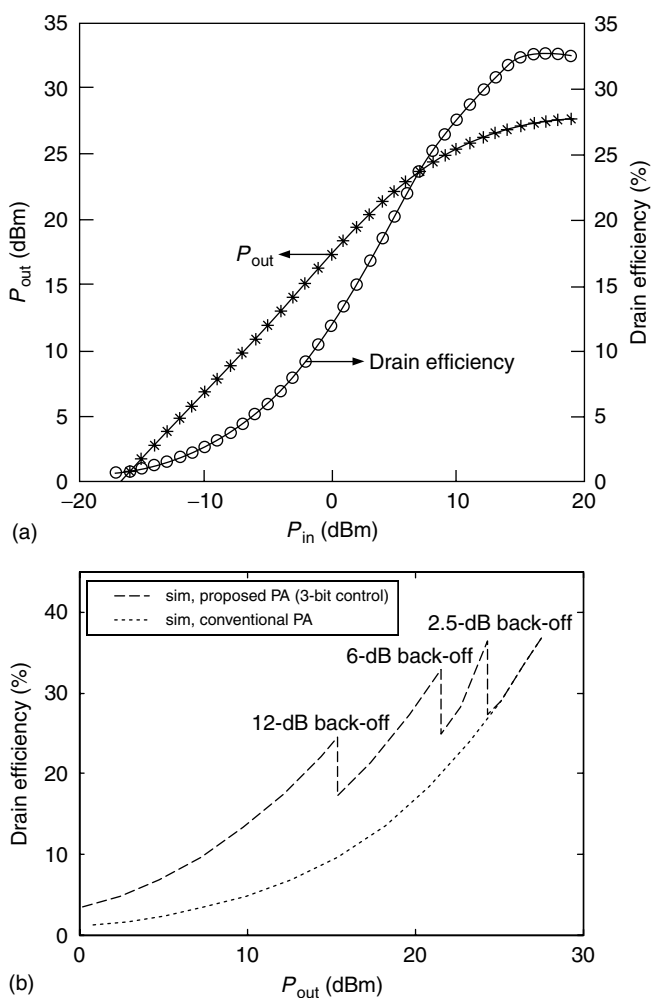 35
30
25
20
15
10
5
0
P_out (dBm)
35
30
25
20
15
10
5
0
Drain efficiency (%)
P_out
Drain efficiency
−20
−10
0
10
20
(a)
P_in (dBm)
40
30
20
10
0
Drain efficiency (%)
sim, proposed PA (3-bit control)
sim, conventional PA
2.5-dB back-off
6-dB back-off
12-dB back-off
0
10
20
30
(b)
P_out (dBm)